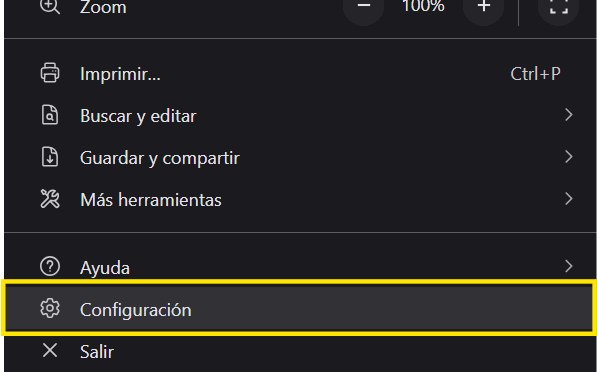 Zoom
100%
Imprimir...
Ctrl+P
Buscar y editar
Guardar y compartir
Más herramientas
Ayuda
Configuración
Salir